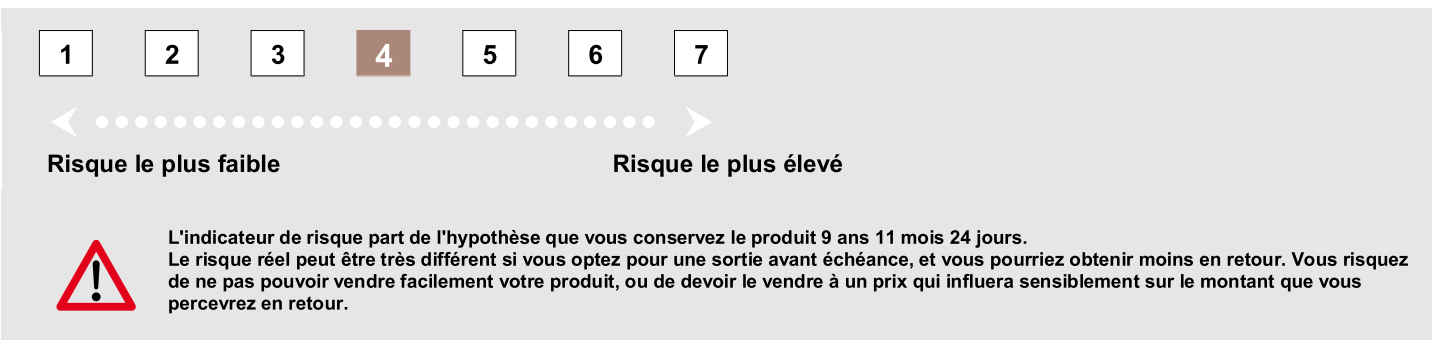 1 2 3 4 5 6 7
Risque le plus faible Risque le plus élevé
L'indicateur de risque part de l'hypothèse que vous conservez le produit 9 ans 11 mois 24 jours.
Le risque réel peut être très différent si vous optez pour une sortie avant échéance, et vous pourriez obtenir moins en retour. Vous risquez
de ne pas pouvoir vendre facilement votre produit, ou de devoir le vendre à un prix qui influera sensiblement sur le montant que vous
percevrez en retour.